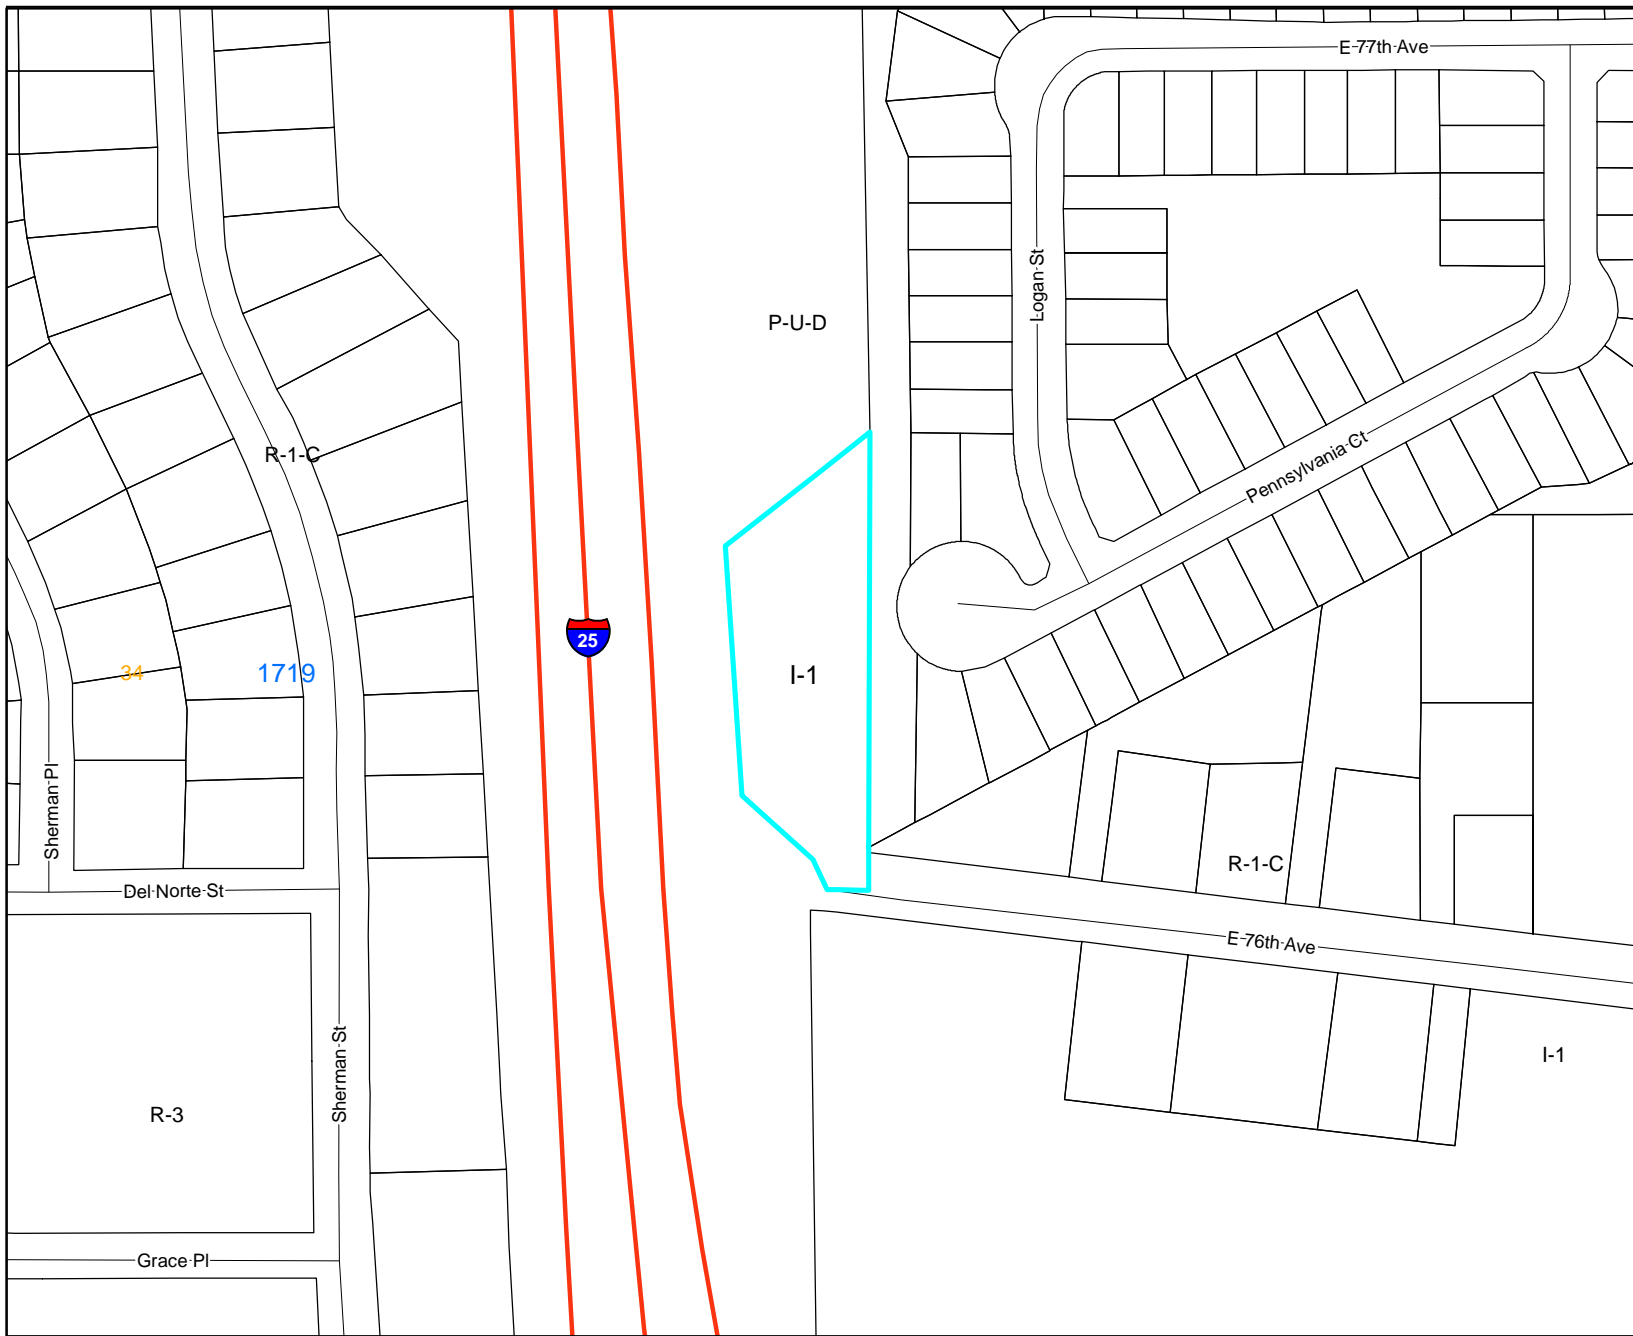 E 77th Ave
Logan St
P-U-D
R-1-C
Pennsylvania Ct
25
34
1719
I-1
Sherman Pl
R-1-C
Del Norte St
E 76th Ave
I-1
Sherman St
R-3
Grace Pl